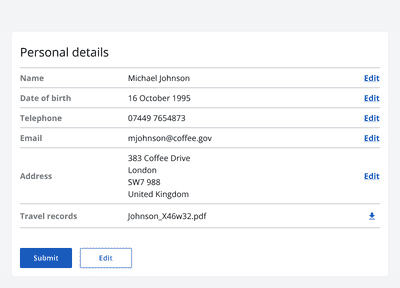 Personal details
Name Michael Johnson Edit
Date of birth 16 October 1995 Edit
Telephone 07449 7654873 Edit
Email mjohnson@coffee.gov Edit
383 Coffee Drive
London
Address SW7 988 Edit
United Kingdom
Travel records Johnson_X46w32.pdf
Submit Edit